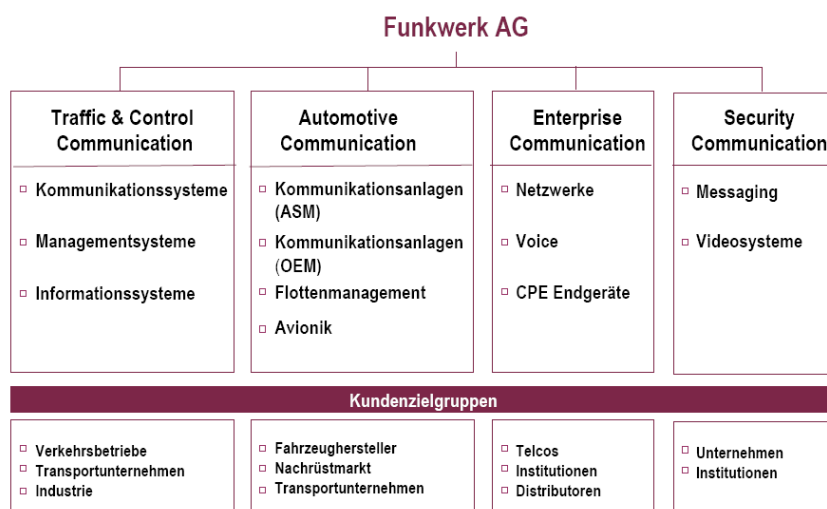 Funkwerk AG
Traffic & Control
Communication
Kommunikationssysteme
Managementsysteme
Informationssysteme
Automotive
Communication
Kommunikationsanlagen
(ASM)
Kommunikationsanlagen
(OEM)
Flottenmanagement
Avionik
Enterprise
Communication
Netzwerke
Voice
CPE Endgeräte
Security
Communication
Messaging
Videosysteme
Kundenzielgruppen
Verkehrsbetriebe
Transportunternehmen
Industrie
Fahrzeughersteller
Nachrüstmarkt
Transportunternehmen
Telcos
Institutionen
Distributoren
Unternehmen
Institutionen